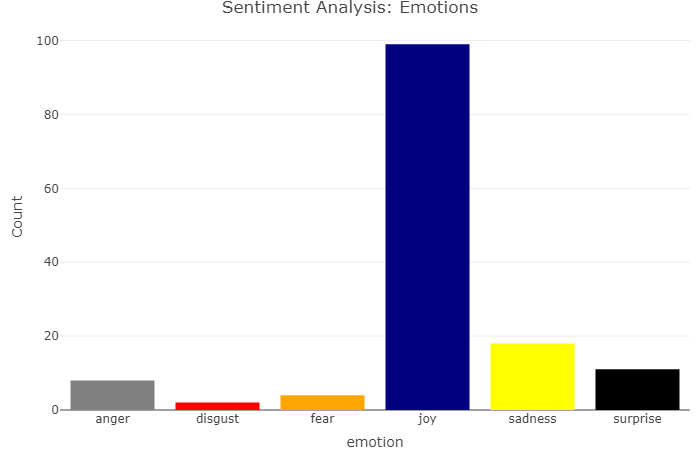 Sentiment Analysis: Emotions
100
80
60
40
20
0
Count
anger disgust fear joy sadness surprise
emotion